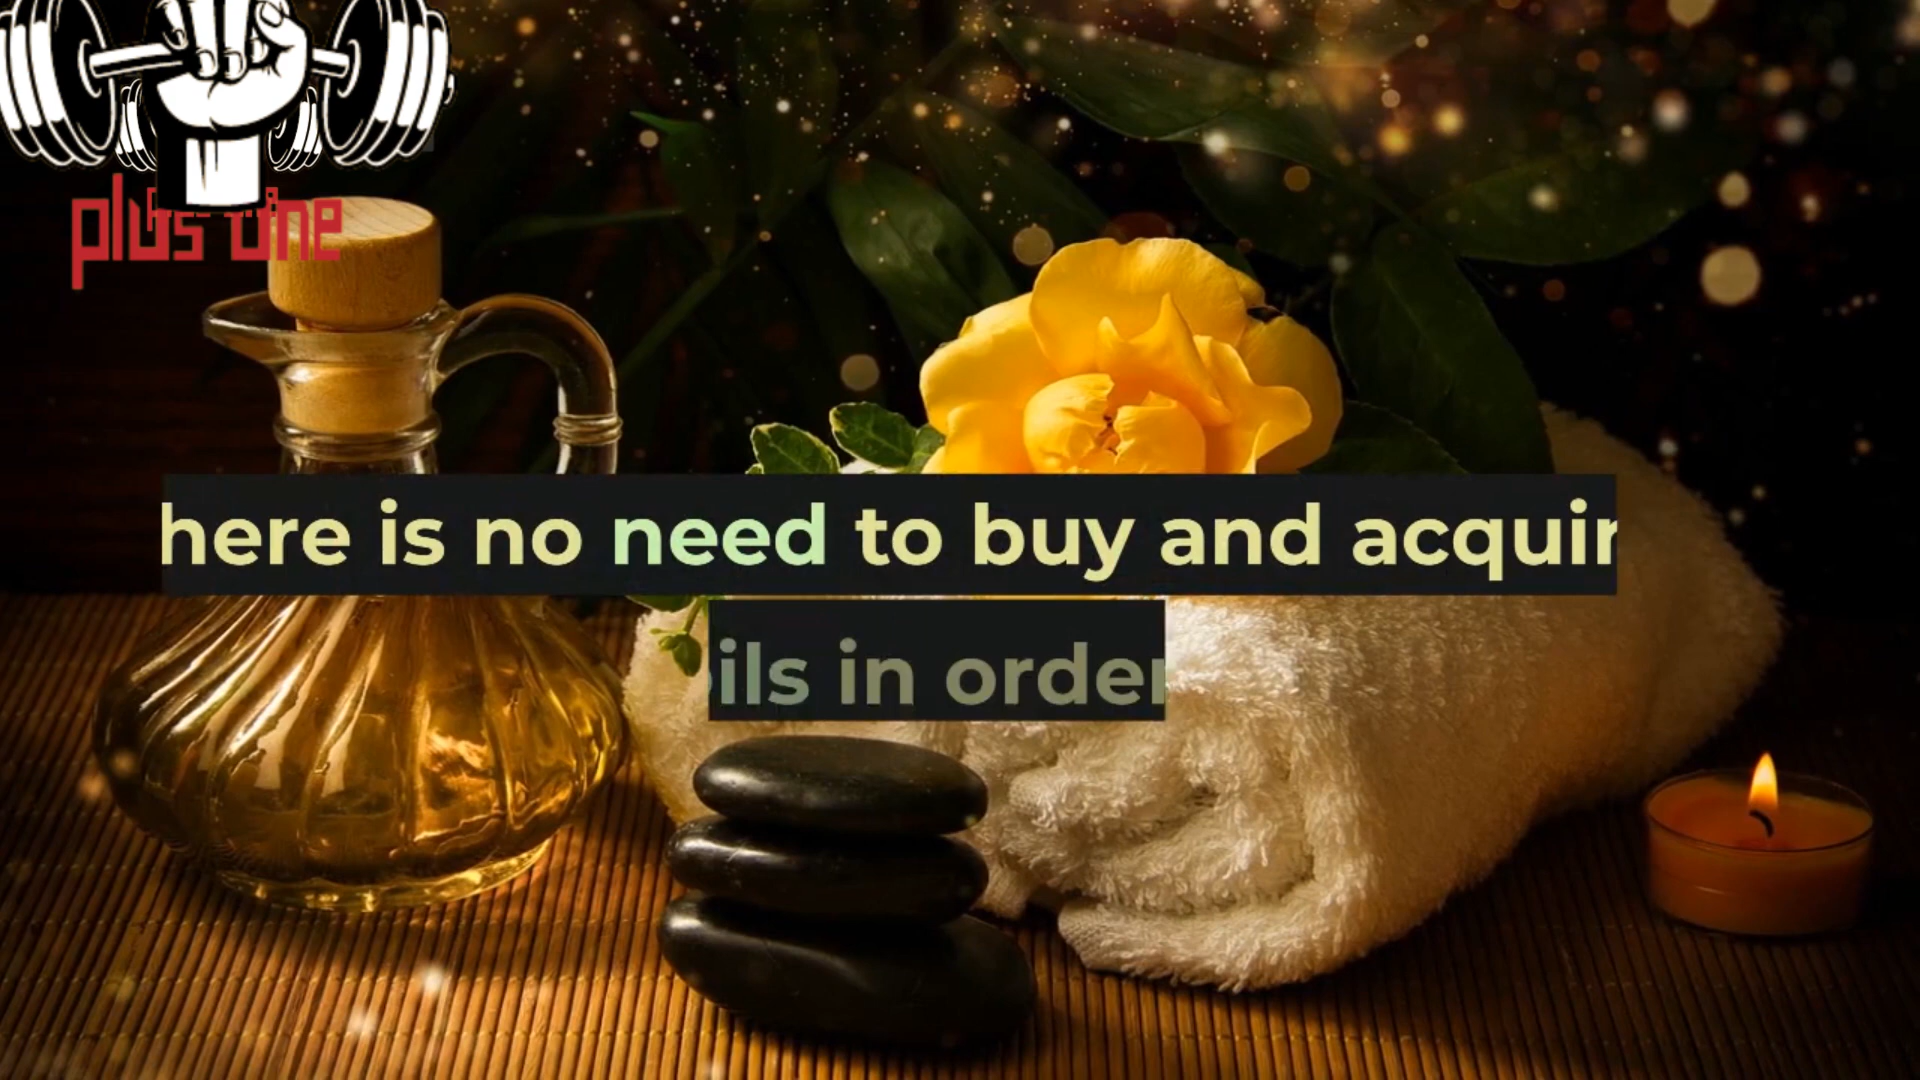 plus one
here is no need to buy and acquir
ils in order